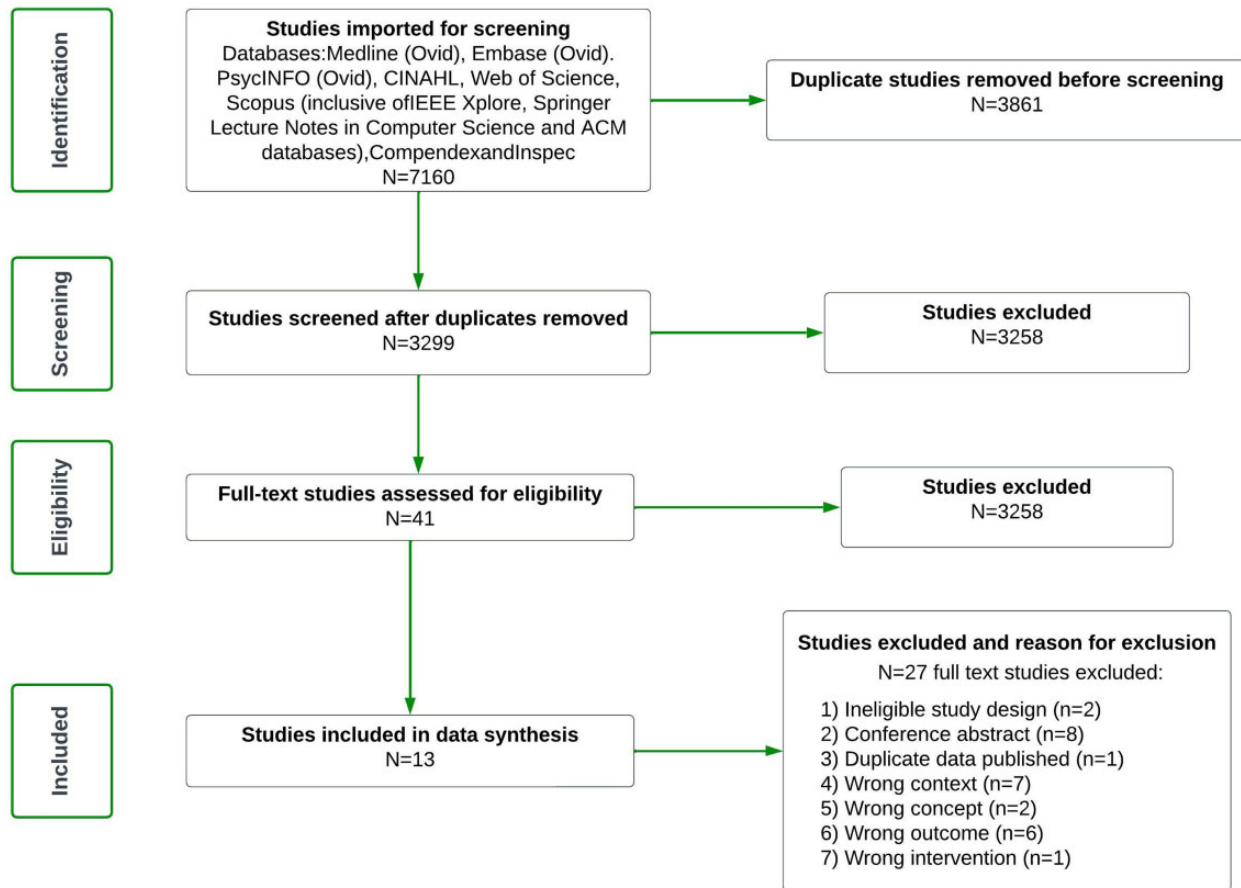 Identification
Studies imported for screening
Databases:Medline (Ovid), Embase (Ovid).
PsycINFO (Ovid), CINAHL, Web of Science,
Scopus (inclusive ofIEEE Xplore, Springer
Lecture Notes in Computer Science and ACM
databases),CompendexandInspec
N=7160
Duplicate studies removed before screening
N=3861
Screening
Studies screened after duplicates removed
N=3299
Studies excluded
N=3258
Eligibility
Full-text studies assessed for eligibility
N=41
Studies excluded
N=3258
Included
Studies included in data synthesis
N=13
Studies excluded and reason for exclusion
N=27 full text studies excluded:
1) Ineligible study design (n=2)
2) Conference abstract (n=8)
3) Duplicate data published (n=1)
4) Wrong context (n=7)
5) Wrong concept (n=2)
6) Wrong outcome (n=6)
7) Wrong intervention (n=1)